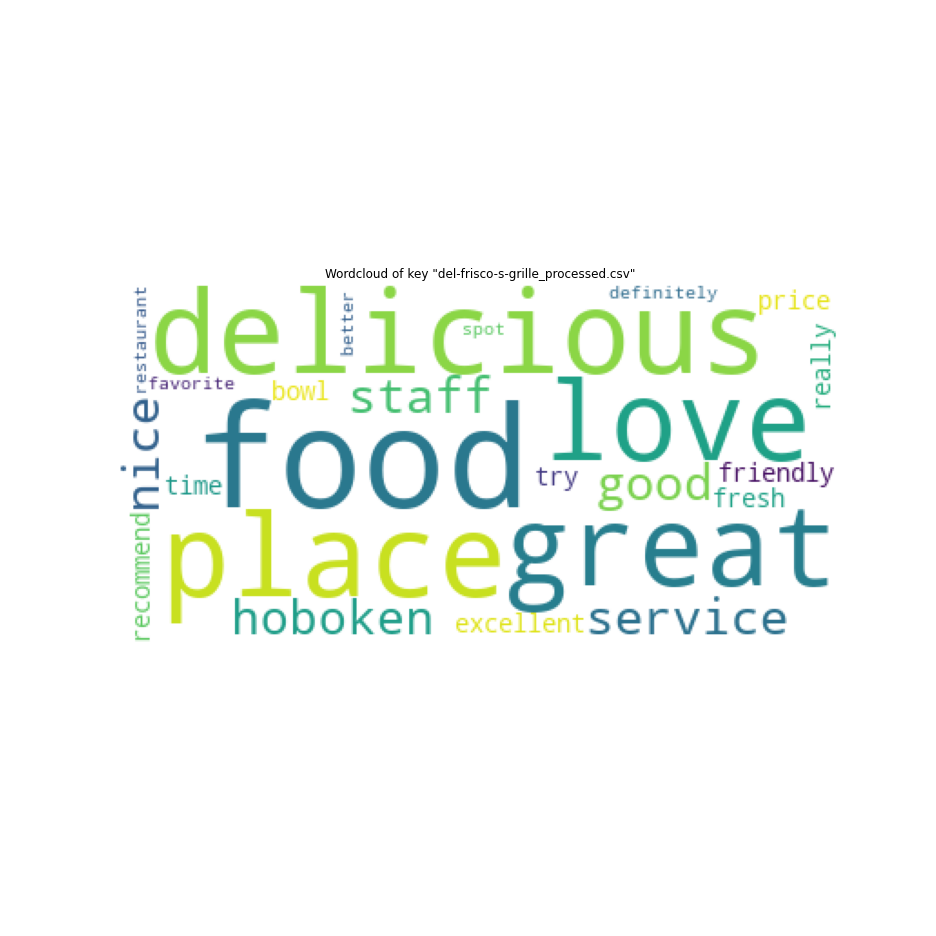 Wordcloud of key "del-frisco-s-grille_processed.csv"
restaurant
delicious
better
spot
definitely
price
really
favorite
bowl
staff
love
nice
food
time
try
good
friendly
fresh
recommend
place
great
hoboken
excellent
service